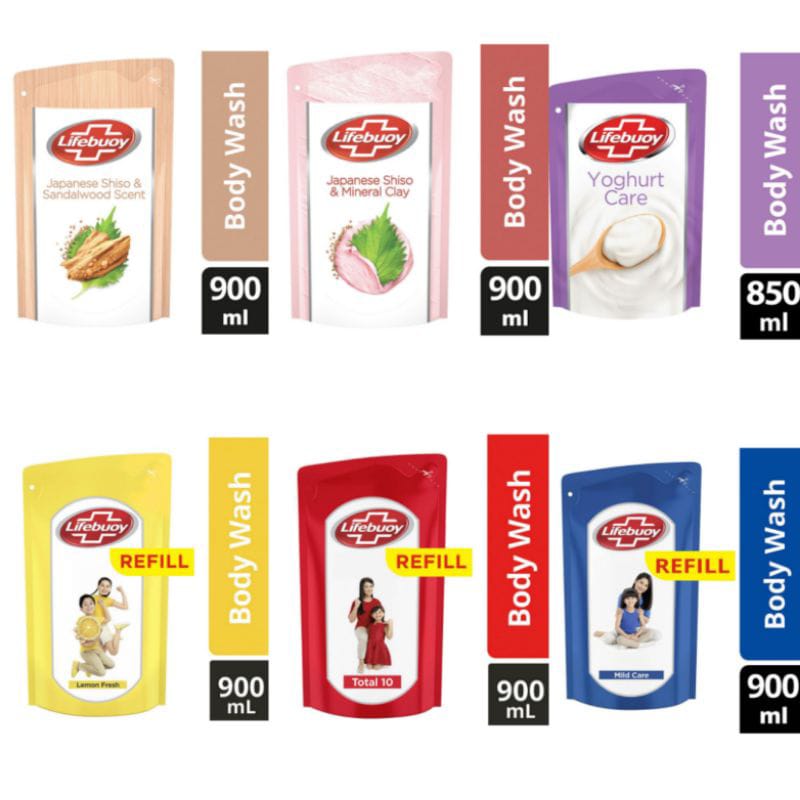 Lifebuoy
Japanese Shiso &
Sandalwood Scent
Body Wash
900
ml
Lifebuoy
Japanese Shiso
& Mineral Clay
Body Wash
900
ml
Lifebuoy
Yoghurt
Care
Body Wash
850
ml
Lifebuoy
REFILL
Lemon Fresh
Body Wash
900
mL
Lifebuoy
REFILL
Total 10
Body Wash
900
mL
Lifebuoy
REFILL
Mild Care
Body Wash
900
ml